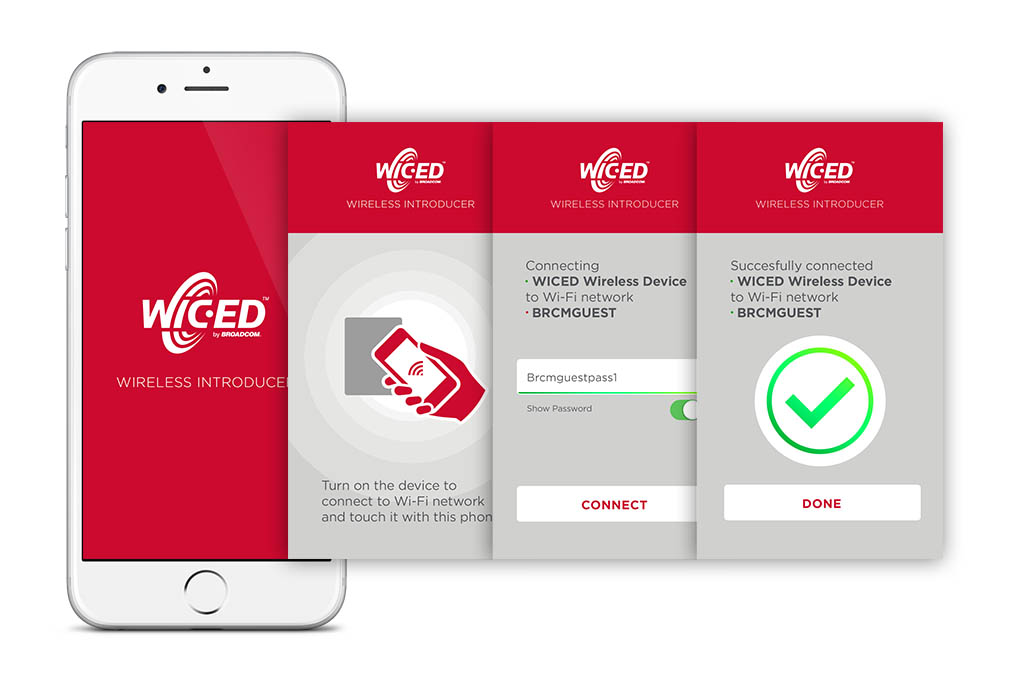 WICED™
by BROADCOM.
WIRELESS INTRODUCE
WICED™
by BROADCOM
WIRELESS INTRODUCER
Turn on the device to
connect to Wi-Fi network
and touch it with this phon
WICED™
by BROADCOM
WIRELESS INTRODUCER
Connecting
· WICED Wireless Device
to Wi-Fi network
· BRCMGUEST
Brcmguestpass1
Show Password
CONNECT
WICED™
by BROADCOM
WIRELESS INTRODUCER
Succesfully connected
· WICED Wireless Device
to Wi-Fi network
· BRCMGUEST
DONE